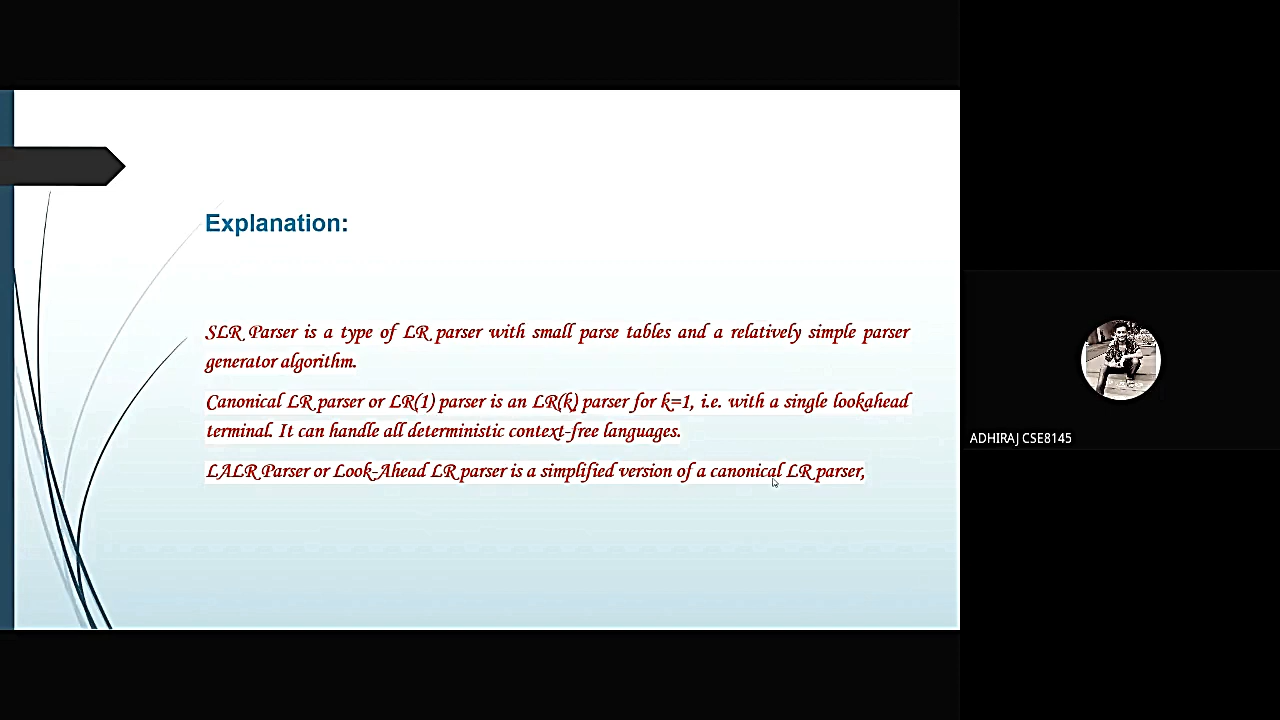 Explanation:
SLR Parser is a type of LR parser with small parse tables and a relatively simple parser
generator algorithm.
Canonical LR parser or LR(1) parser is an LR(k) parser for k=1, i.e. with a single lookahead
terminal. It can handle all deterministic context-free languages.
LALR Parser or Look-Ahead LR parser is a simplified version of a canonical LR parser,
ADHIRAJ CSE8145